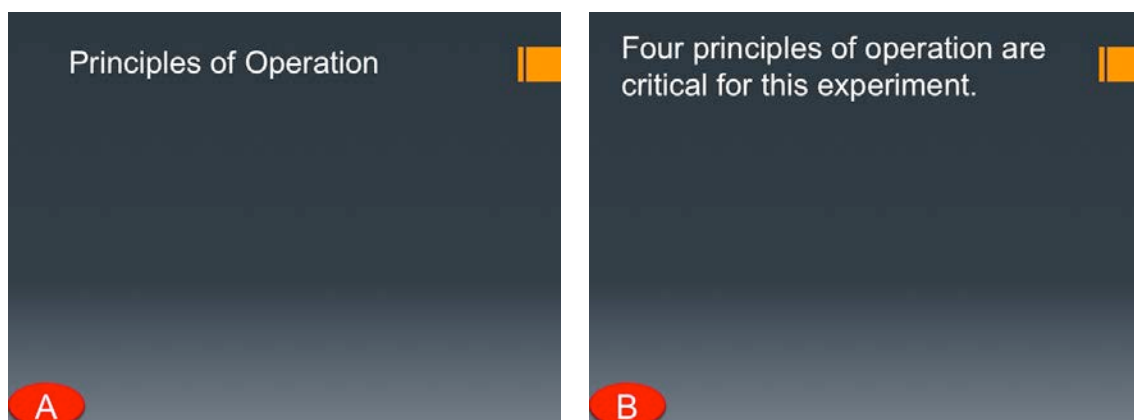 Principles of Operation
A
Four principles of operation are
critical for this experiment.
B